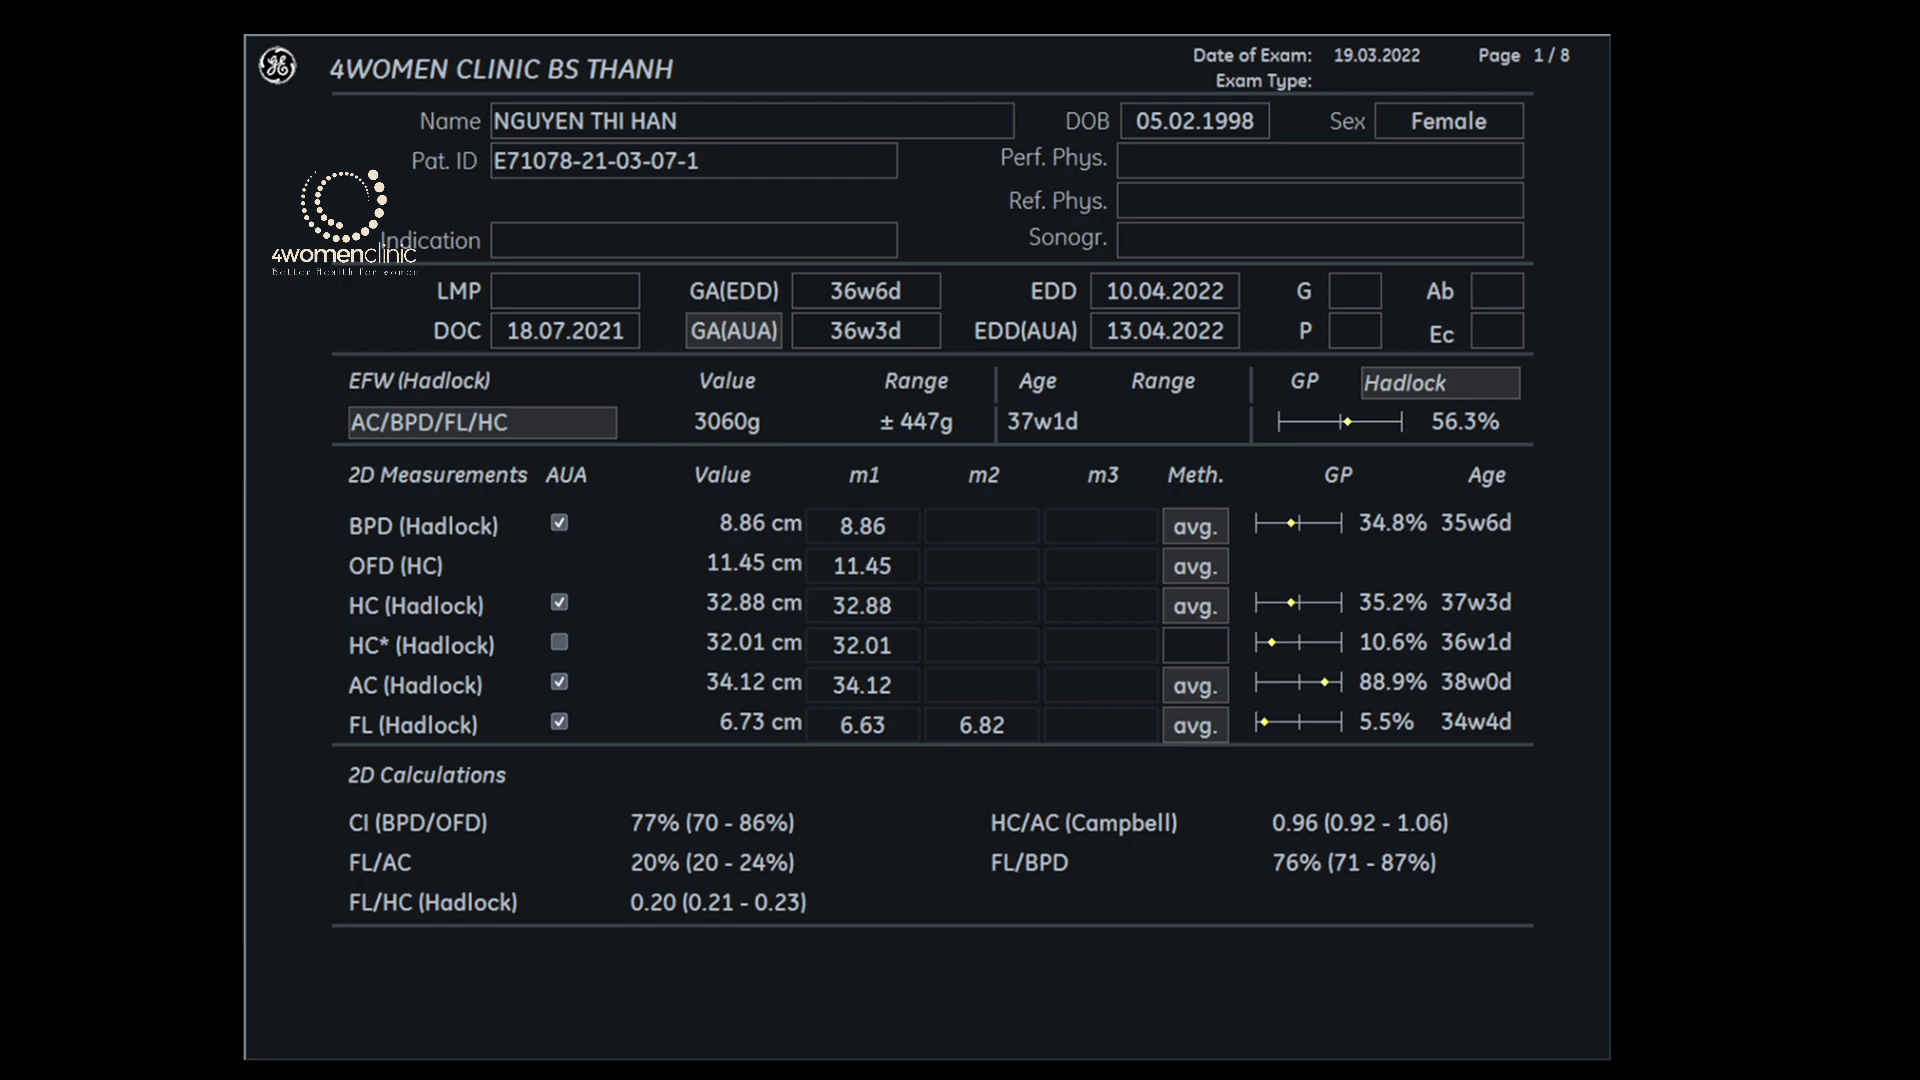 4WOMEN CLINIC BS THANH
Date of Exam: 19.03.2022 Page 1 / 8
Exam Type:
Name NGUYEN THI HAN DOB 05.02.1998 Sex Female
Pat. ID E71078-21-03-07-1 Perf. Phys.
Ref. Phys.
Indication Sonogr.
4womenclinic
Better Health for women
LMP GA(EDD) 36w6d EDD 10.04.2022 G Ab
DOC 18.07.2021 GA(AUA) 36w3d EDD(AUA) 13.04.2022 P Ec
EFW (Hadlock) Value Range Age Range GP Hadlock
AC/BPD/FL/HC 3060g ± 447g 37w1d 56.3%
2D Measurements AUA Value m1 m2 m3 Meth. GP Age
BPD (Hadlock) 8.86 cm 8.86 avg. 34.8% 35w6d
OFD (HC) 11.45 cm 11.45 avg.
HC (Hadlock) 32.88 cm 32.88 avg. 35.2% 37w3d
HC* (Hadlock) 32.01 cm 32.01 10.6% 36w1d
AC (Hadlock) 34.12 cm 34.12 avg. 88.9% 38w0d
FL (Hadlock) 6.73 cm 6.63 6.82 avg. 5.5% 34w4d
2D Calculations
CI (BPD/OFD) 77% (70 - 86%) HC/AC (Campbell) 0.96 (0.92 - 1.06)
FL/AC 20% (20 - 24%) FL/BPD 76% (71 - 87%)
FL/HC (Hadlock) 0.20 (0.21 - 0.23)